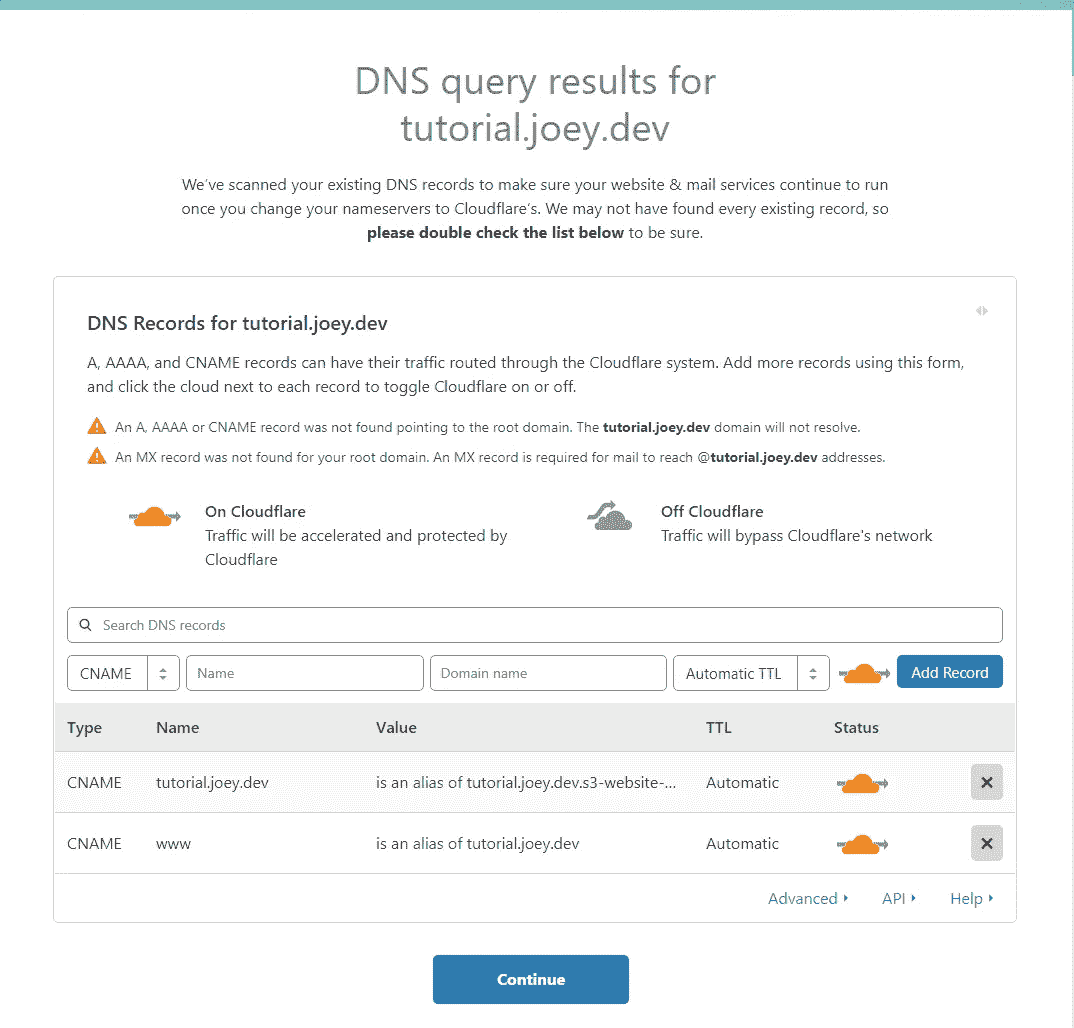 DNS query results for
tutorial.joey.dev
We've scanned your existing DNS records to make sure your website & mail services continue to run
once you change your nameservers to Cloudflare's. We may not have found every existing record, so
please double check the list below to be sure.
DNS Records for tutorial.joey.dev
A, AAAA, and CNAME records can have their traffic routed through the Cloudflare system. Add more records using this form,
and click the cloud next to each record to toggle Cloudflare on or off.
An A, AAAA or CNAME record was not found pointing to the root domain. The tutorial.joey.dev domain will not resolve.
An MX record was not found for your root domain. An MX record is required for mail to reach @tutorial.joey.dev addresses.
On Cloudflare
Traffic will be accelerated and protected by
Cloudflare
Off Cloudflare
Traffic will bypass Cloudflare's network
Search DNS records
CNAME Name Domain name Automatic TTL Add Record
Type Name Value TTL Status
CNAME tutorial.joey.dev is an alias of tutorial.joey.dev.s3-website-... Automatic
CNAME www is an alias of tutorial.joey.dev Automatic
Advanced API Help
Continue